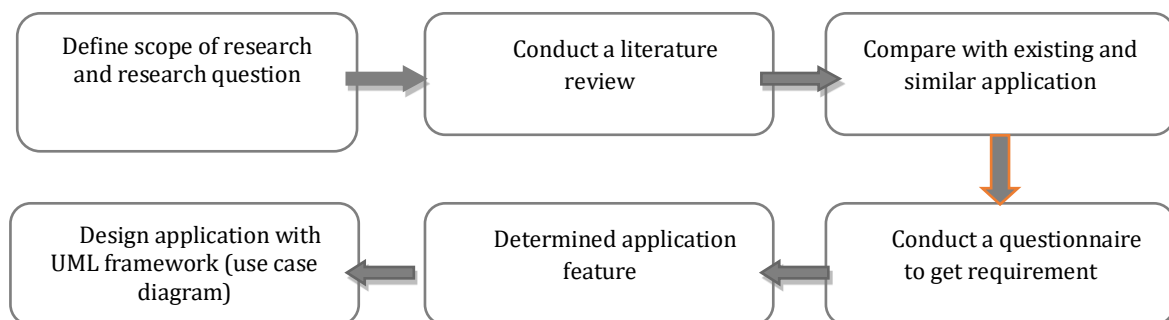 Define scope of research
and research question
Conduct a literature
review
Compare with existing and
similar application
Conduct a questionnaire
to get requirement
Determined application
feature
Design application with
UML framework (use case
diagram)